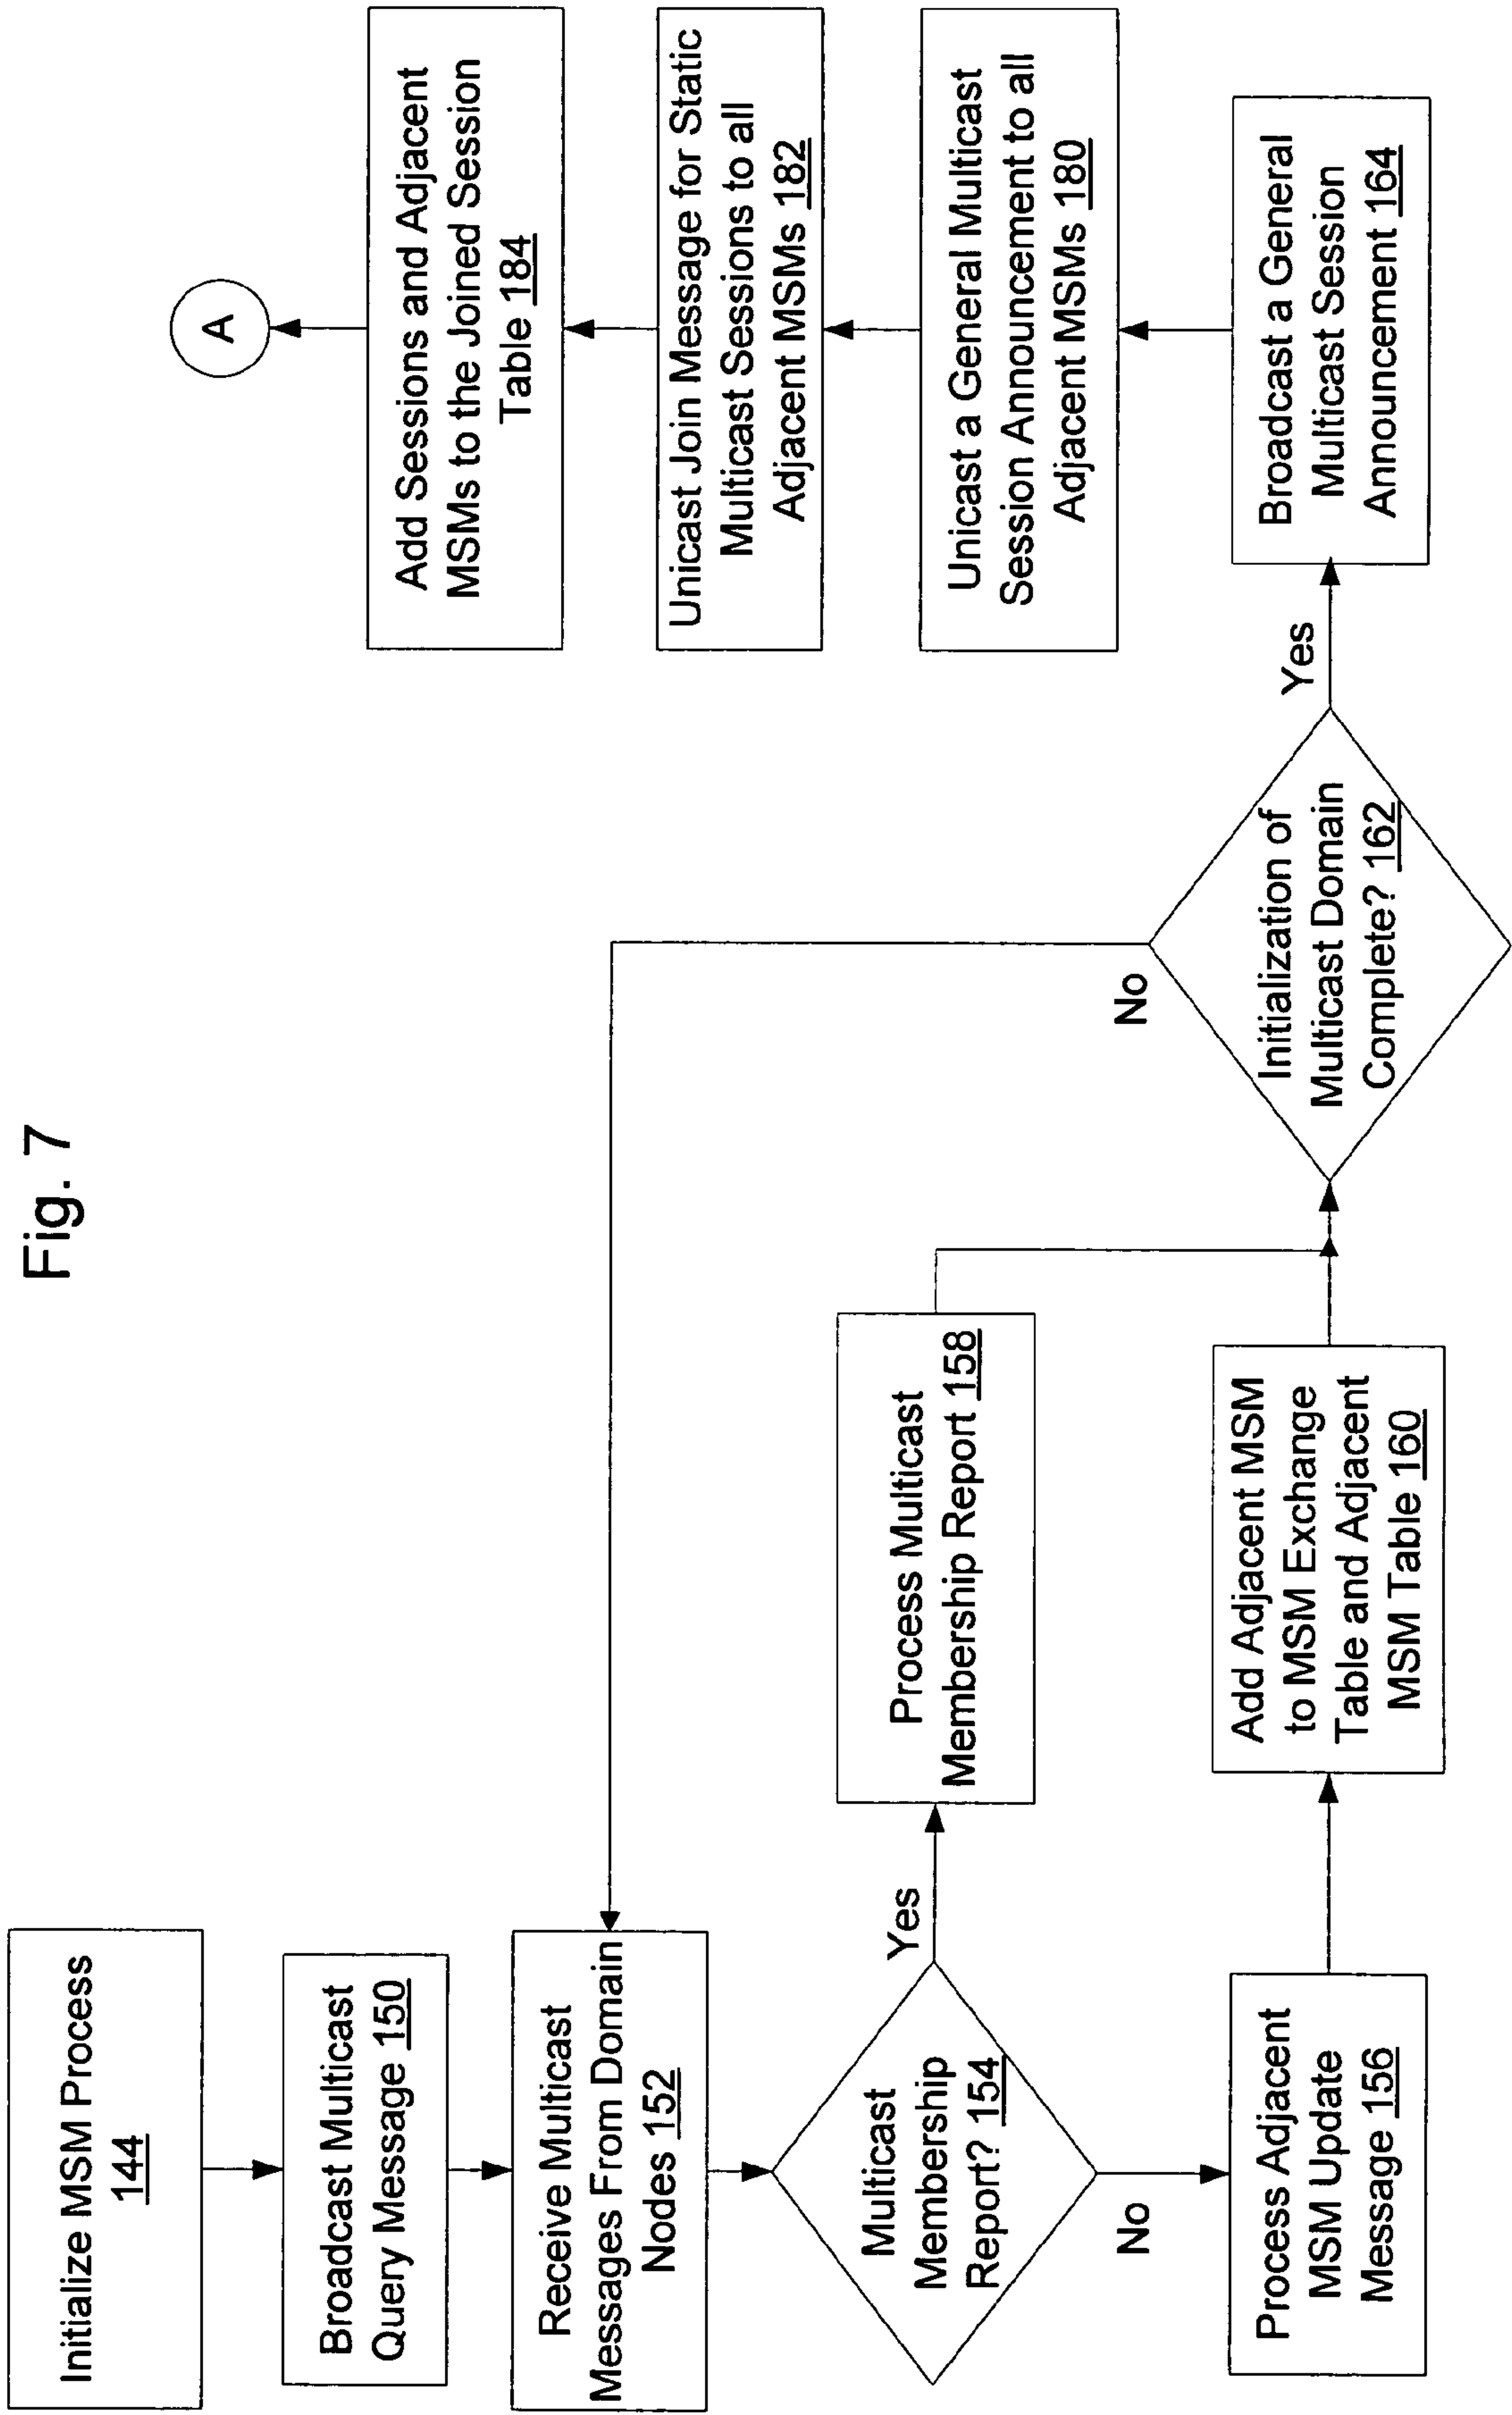 Fig. 7
Initialize MSM Process
144
Broadcast Multicast
Query Message 150
Receive Multicast
Messages From Domain
Nodes 152
Multicast
Membership
Report? 154
Yes
No
Process Multicast
Membership Report 158
Process Adjacent
MSM Update
Message 156
Add Adjacent MSM
to MSM Exchange
Table and Adjacent
MSM Table 160
Initialization of
Multicast Domain
Complete? 162
No
Yes
Broadcast a General
Multicast Session
Announcement 164
Unicast a General Multicast
Session Announcement to all
Adjacent MSMs 180
Unicast Join Message for Static
Multicast Sessions to all
Adjacent MSMs 182
Add Sessions and Adjacent
MSMs to the Joined Session
Table 184
A